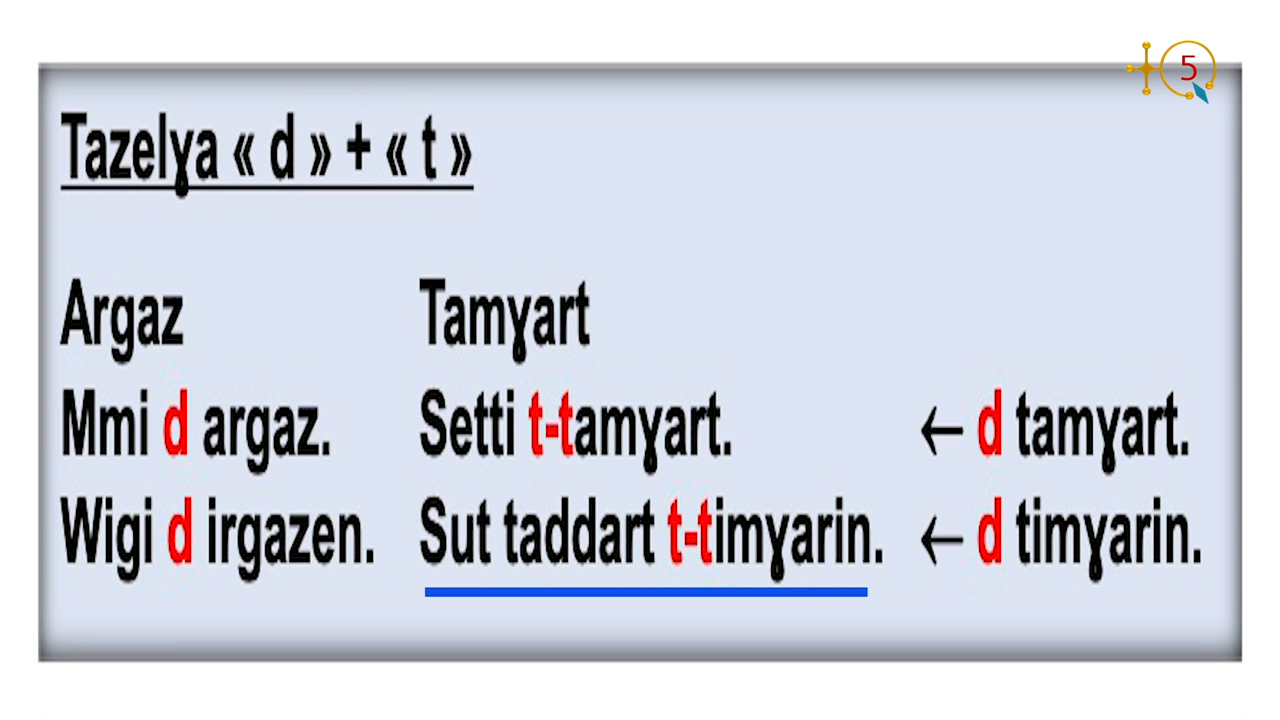 5
Tazelɣa « d » + « t »
Argaz Tamɣart
Mmi d argaz. Setti t-tamɣart. ← d tamɣart.
Wigi d irgazen. Sut taddart t-timɣarin. ← d timɣarin.